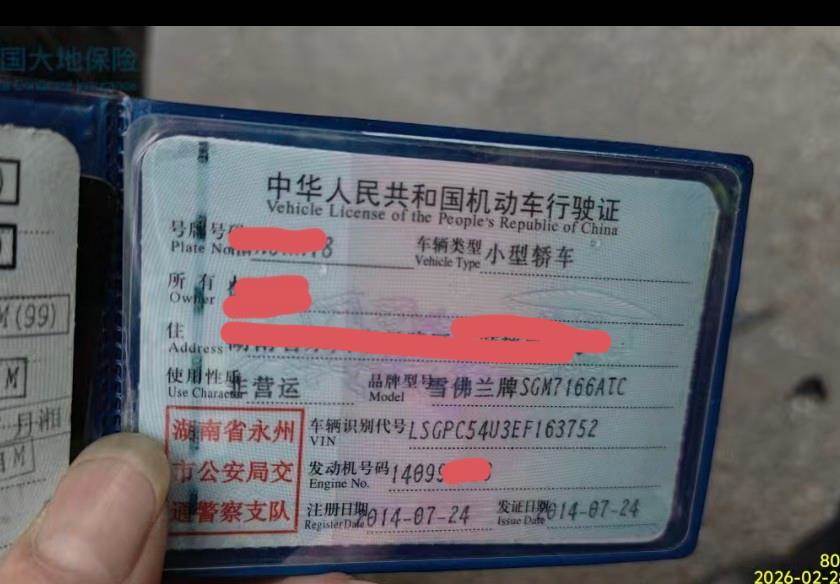 国大地保险
中华人民共和国机动车行驶证
Vehicle License of the People's Republic of China
号牌号码
Plate No.
车辆类型 小型轿车
Vehicle Type
所有
Owner
住
Address
使用性质 非营运
Use Character
品牌型号 雪佛兰牌SGM7166ATC
Model
湖南省永州
市公安局交
通警察支队
车辆识别代号 LSGPC54U3EF163752
VIN
发动机号码 14099
Engine No.
注册日期 014-07-24
Register Date
发证日期 014-07-24
Issue Date
M(99)
M
月湘
M
80
2026-02-2